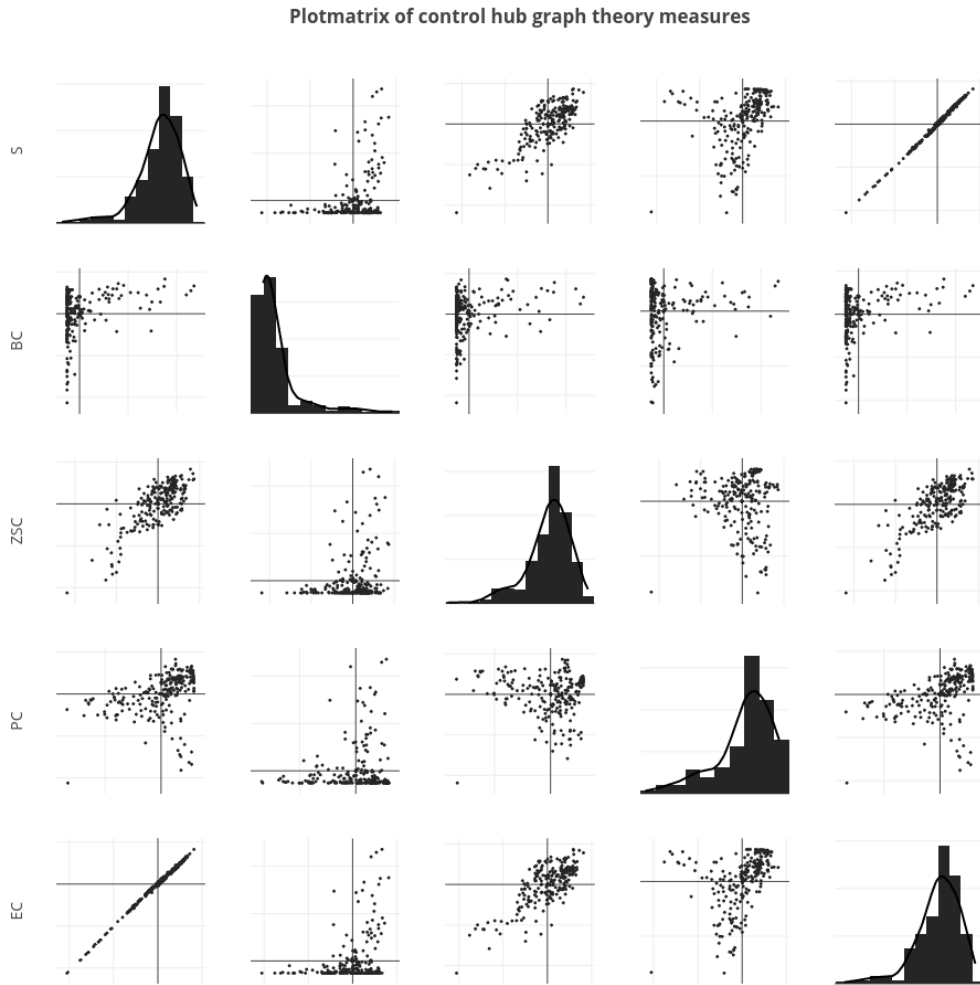 Plotmatrix of control hub graph theory measures
S
BC
ZSC
PC
EC